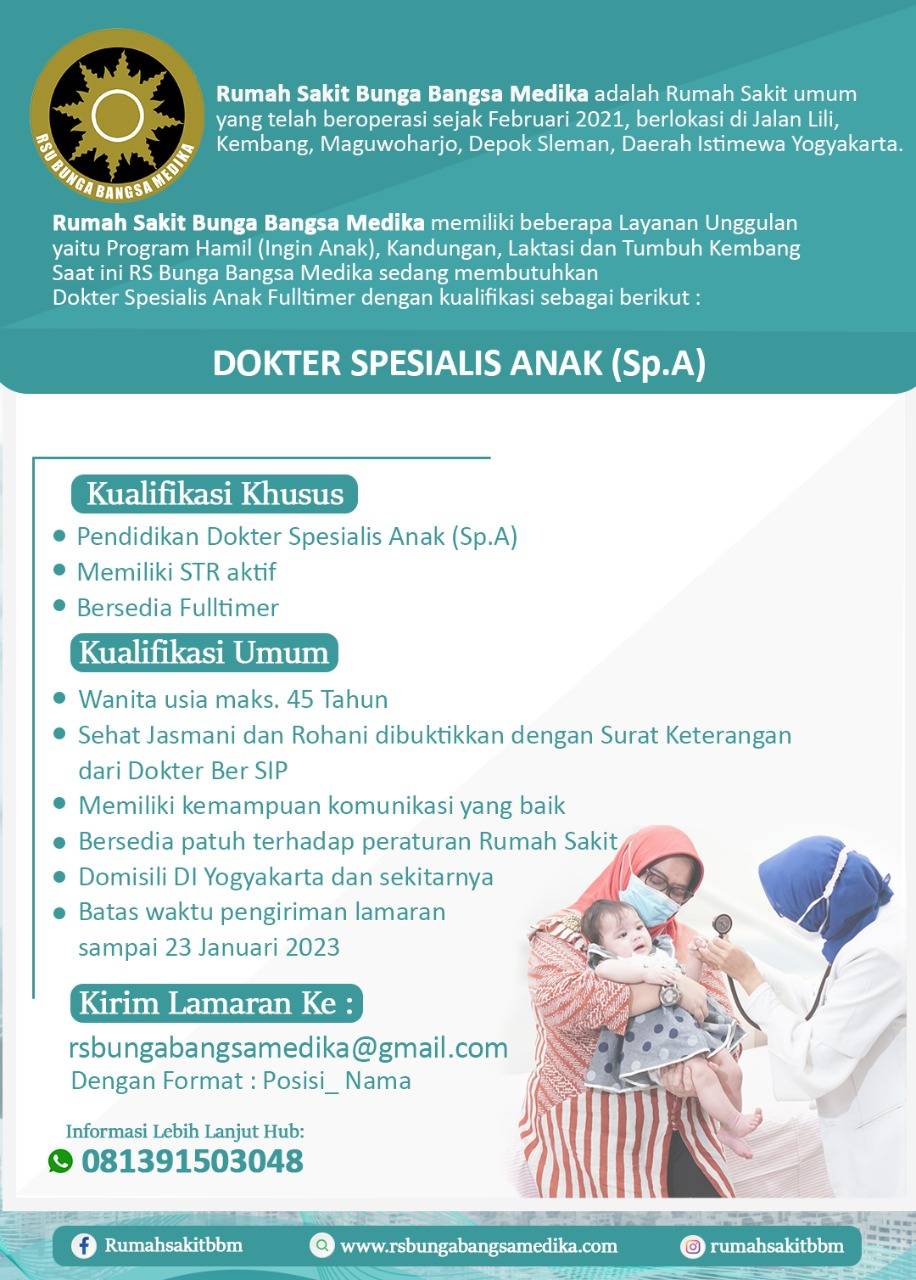 RSU BUNGA BANGSA MEDIKA
Rumah Sakit Bunga Bangsa Medika adalah Rumah Sakit umum
yang telah beroperasi sejak Februari 2021, berlokasi di Jalan Lili,
Kembang, Maguwoharjo, Depok Sleman, Daerah Istimewa Yogyakarta.
Rumah Sakit Bunga Bangsa Medika memiliki beberapa Layanan Unggulan
yaitu Program Hamil (Ingin Anak), Kandungan, Laktasi dan Tumbuh Kembang
Saat ini RS Bunga Bangsa Medika sedang membutuhkan
Dokter Spesialis Anak Fulltimer dengan kualifikasi sebagai berikut :
DOKTER SPESIALIS ANAK (Sp.A)
Kualifikasi Khusus
• Pendidikan Dokter Spesialis Anak (Sp.A)
• Memiliki STR aktif
• Bersedia Fulltimer
Kualifikasi Umum
• Wanita usia maks. 45 Tahun
• Sehat Jasmani dan Rohani dibuktikkan dengan Surat Keterangan
dari Dokter Ber SIP
• Memiliki kemampuan komunikasi yang baik
• Bersedia patuh terhadap peraturan Rumah Sakit
• Domisili DI Yogyakarta dan sekitarnya
• Batas waktu pengiriman lamaran
sampai 23 Januari 2023
Kirim Lamaran Ke :
rsbungabangsamedika@gmail.com
Dengan Format : Posisi_ Nama
Informasi Lebih Lanjut Hub:
081391503048
Rumahsakitbbm
www.rsbungabangsamedika.com
rumahsakitbbm